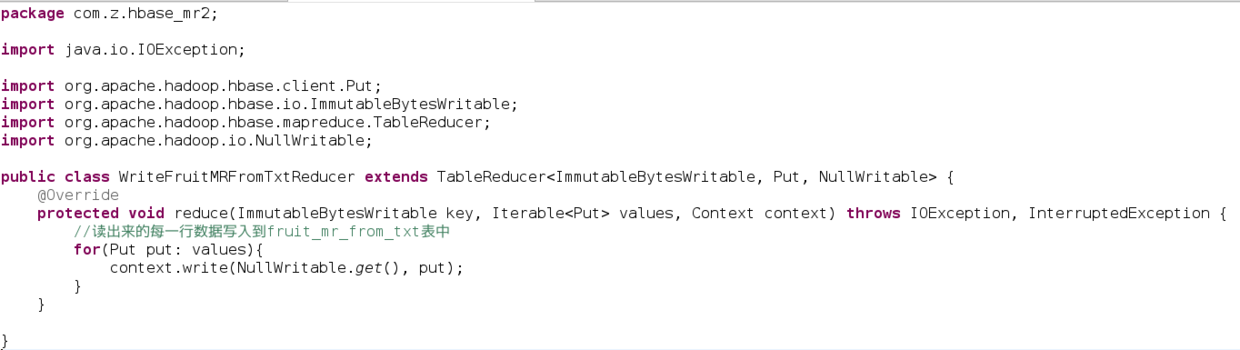 package com.z.hbase_mr2;
import java.io.IOException;
import org.apache.hadoop.hbase.client.Put;
import org.apache.hadoop.hbase.io.ImmutableBytesWritable;
import org.apache.hadoop.hbase.mapreduce.TableReducer;
import org.apache.hadoop.io.NullWritable;
public class WriteFruitMRFromTxtReducer extends TableReducer<ImmutableBytesWritable, Put, NullWritable> {
@Override
protected void reduce(ImmutableBytesWritable key, Iterable<Put> values, Context context) throws IOException, InterruptedException {
//读出来的每一行数据写入到fruit_mr_from_txt表中
for(Put put: values){
context.write(NullWritable.get(), put);
}
}
}